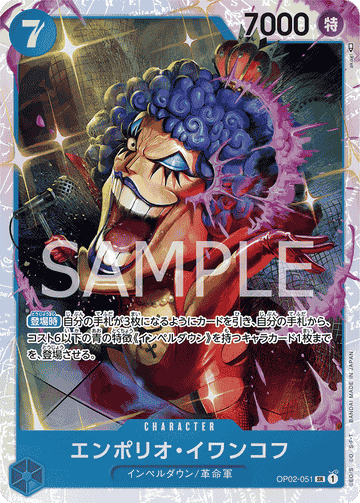 7
7000
特
SAMPLE
登場時 自分の手札が3枚になるようにカードを引き、自分の手札から、
コスト6以下の青の特徴《インペルダウン》を持つキャラカード1枚まで
を、登場させる。
CHARACTER
エンポリオ・イワンコフ
インペルダウン/革命軍
OP02-051 SR 1
BANDAI MADE IN JAPAN